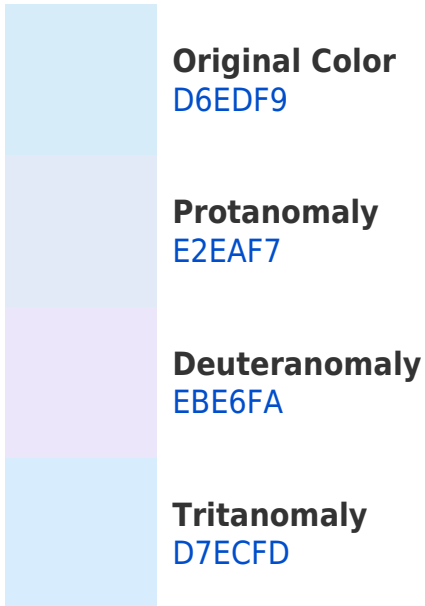 Original Color
D6EDF9
Protanomaly
E2EAF7
Deuteranomaly
EBE6FA
Tritanomaly
D7ECFD